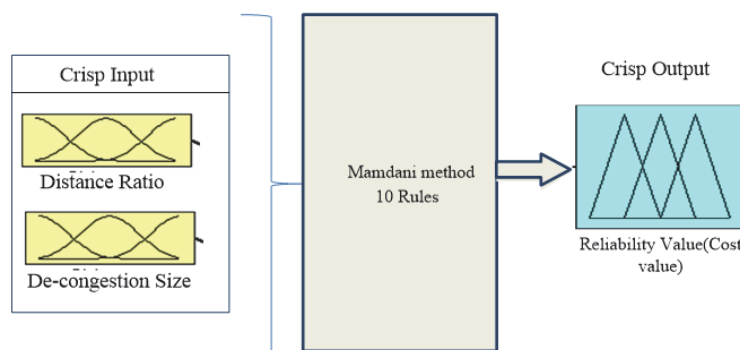 Crisp Input
Distance Ratio
De-congestion Size
Mamdani method
10 Rules
Crisp Output
Reliability Value(Cost
value)